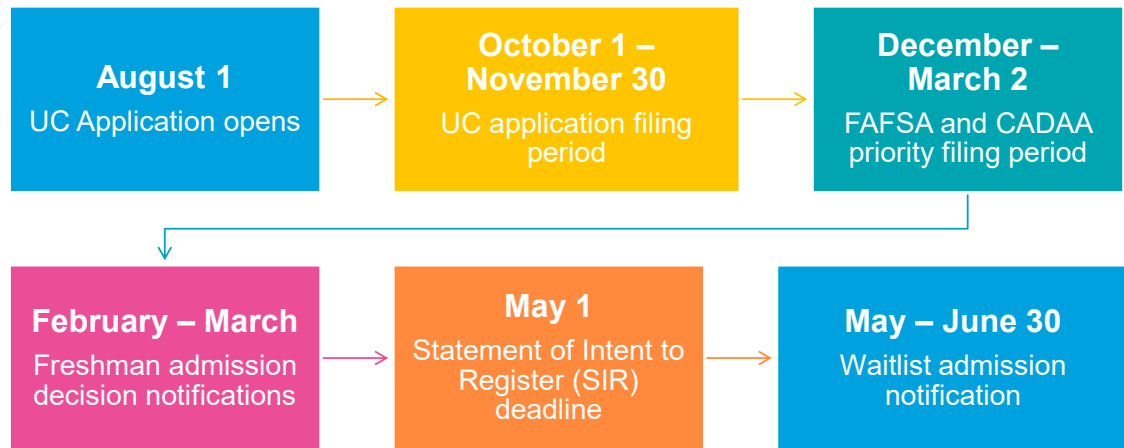 August 1
UC Application opens
October 1 –
November 30
UC application filing
period
December –
March 2
FAFSA and CADAA
priority filing period
February – March
Freshman admission
decision notifications
May 1
Statement of Intent to
Register (SIR)
deadline
May – June 30
Waitlist admission
notification